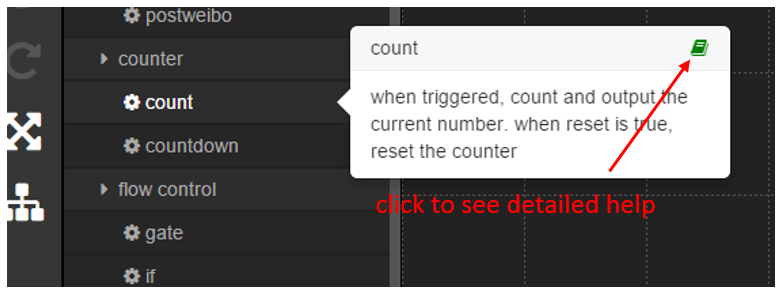 postweibo
counter
count
countdown
flow control
gate
if
count
when triggered, count and output the
current number. when reset is true,
reset the counter
click to see detailed help